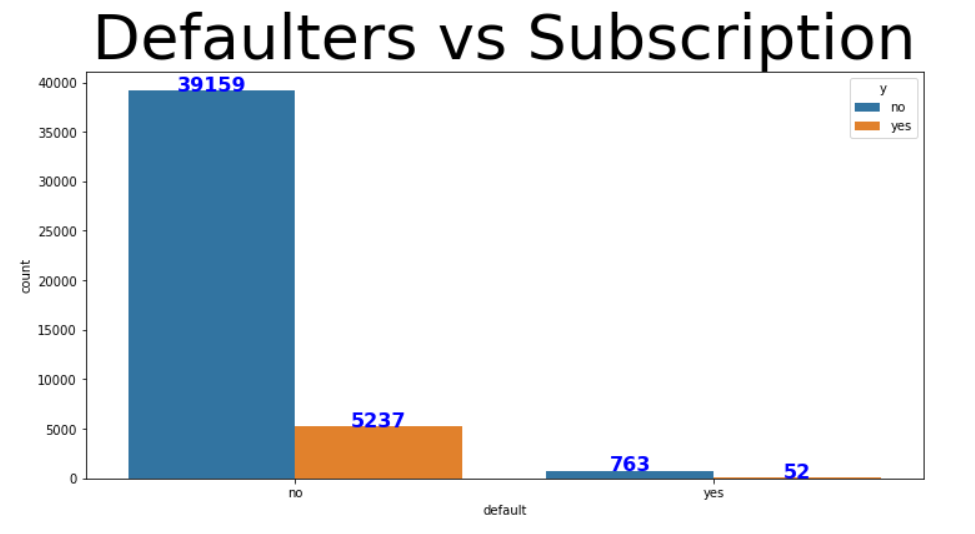 Defaulters vs Subscription
40000
35000
30000
25000
20000
15000
10000
5000
0
count
39159
5237
763
52
y
no
yes
no
yes
default